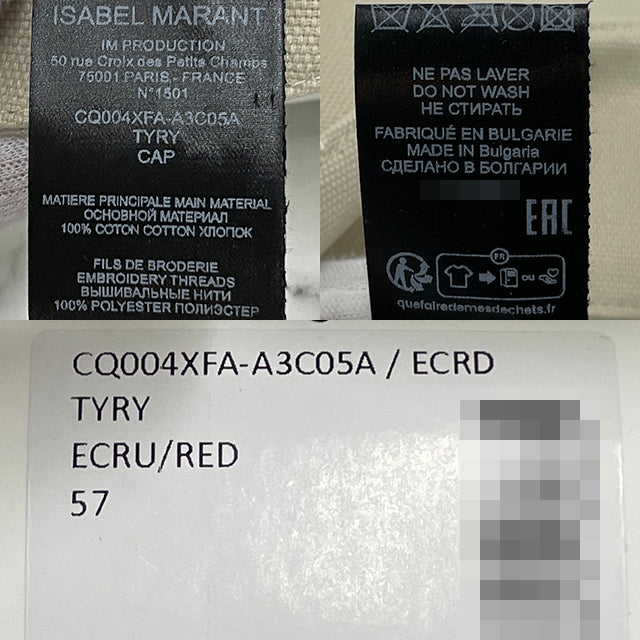 ISABEL MARANT
IM PRODUCTION
50 rue Croix des Petits Champs
75001 PARIS - FRANCE
N°1501
CQ004XFA-A3C05A
TYRY
CAP
MATIERE PRINCIPALE MAIN MATERIAL
ОСНОВНОЙ МАТЕРИАЛ
100% COTON COTTON ХЛОПОК
FILS DE BRODERIE
EMBROIDERY THREADS
ВЫШИВАЛЬНЫЕ НИТИ
100% POLYESTER ПОЛИЭСТЕР
NE PAS LAVER
DO NOT WASH
НЕ СТИРАТЬ
FABRIQUÉ EN BULGARIE
MADE IN Bulgaria
СДЕЛАНО В БОЛГАРИИ
EAC
FR
OU
quefairedemesdechets.fr
CQ004XFA-A3C05A / ECRD
TYRY
ECRU/RED
57